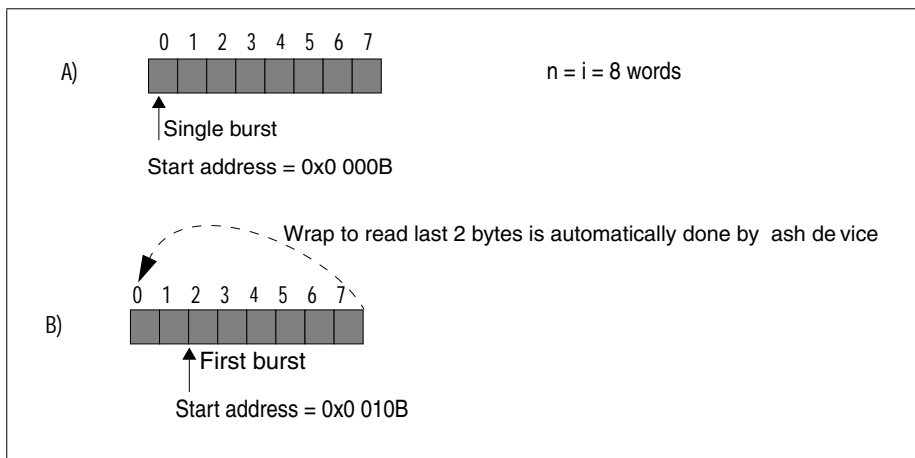 0 1 2 3 4 5 6 7
A)
n = i = 8 words
Single burst
Start address = 0x0 000B
Wrap to read last 2 bytes is automatically done by ash de vice
0 1 2 3 4 5 6 7
B)
First burst
Start address = 0x0 010B